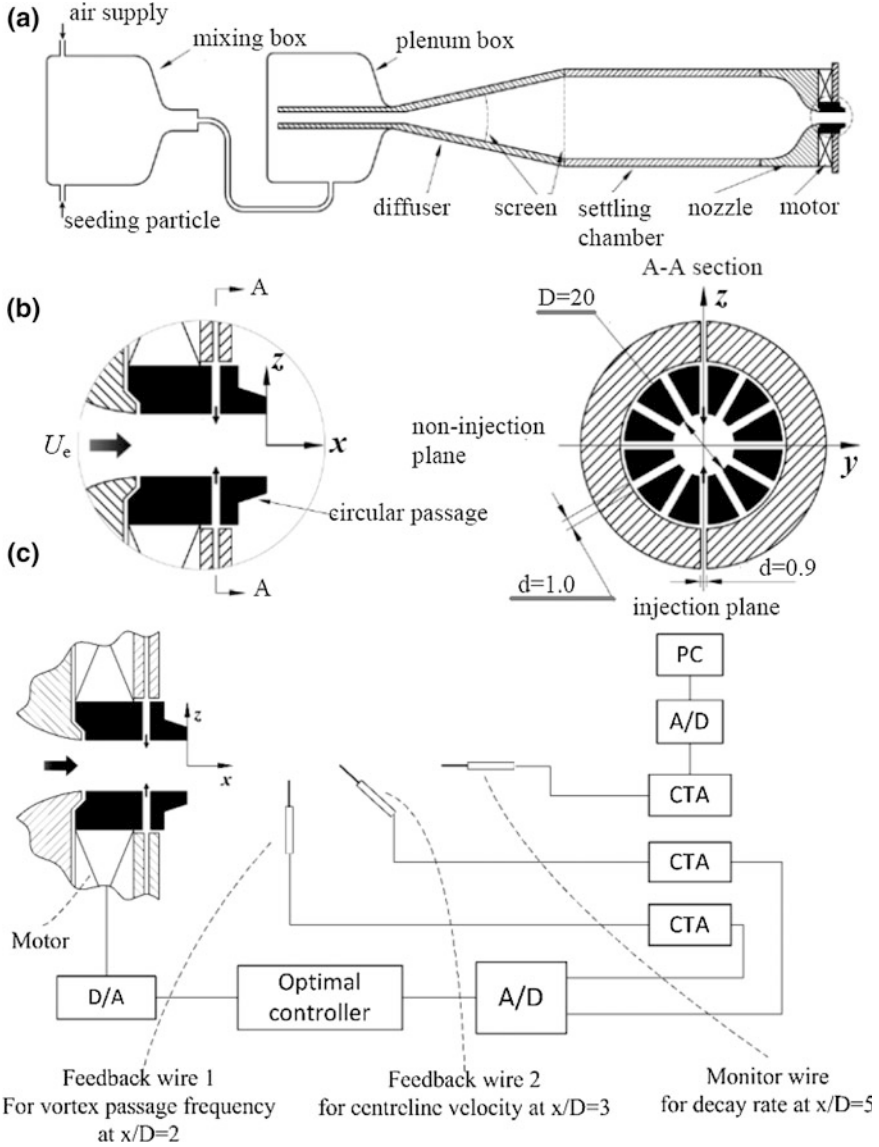 (a)
air supply
mixing box
plenum box
seeding particle
diffuser
screen
settling
chamber
nozzle
motor
(b)
A
A
U_e
z
x
circular passage
A-A section
D=20
z
non-injection
plane
y
d=1.0
d=0.9
injection plane
(c)
z
x
Motor
PC
A/D
CTA
CTA
CTA
D/A
Optimal
controller
A/D
Feedback wire 1
For vortex passage frequency
at x/D=2
Feedback wire 2
for centreline velocity at x/D=3
Monitor wire
for decay rate at x/D=5